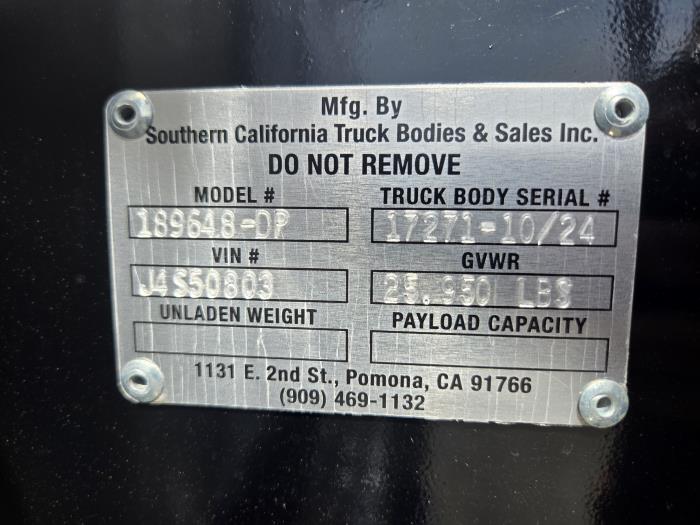 Mfg. By
Southern California Truck Bodies & Sales Inc.
DO NOT REMOVE
MODEL # TRUCK BODY SERIAL #
189648-DP 17271-10/24
VIN # GVWR
J4S50803 25,950 LBS
UNLADEN WEIGHT PAYLOAD CAPACITY
1131 E. 2nd St., Pomona, CA 91766
(909) 469-1132